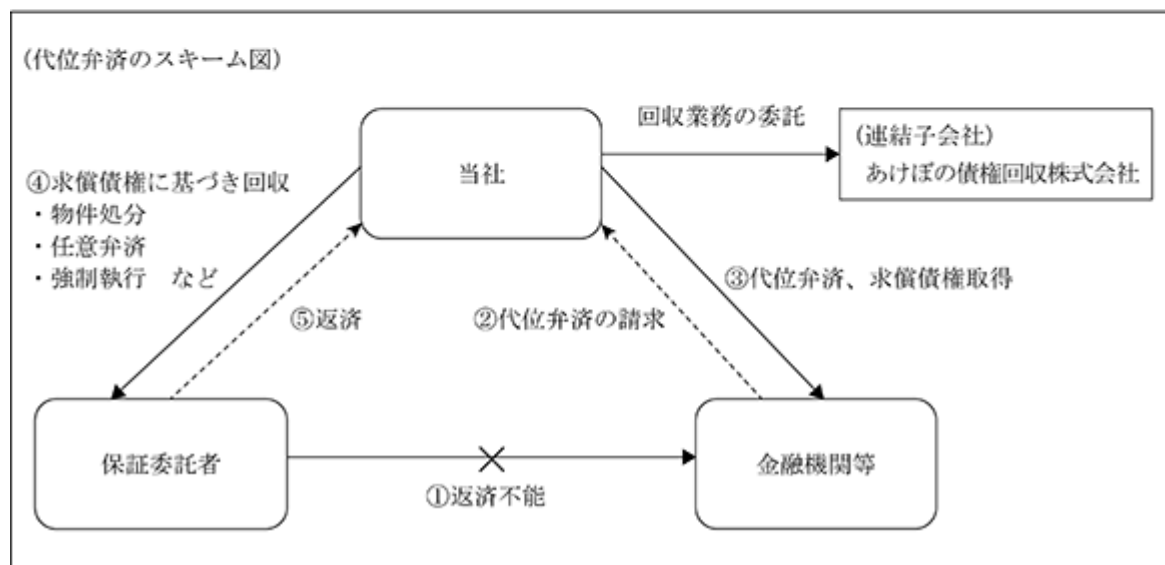 (代位弁済のスキーム図)
回収業務の委託
(連結子会社)
あけぼの債権回収株式会社
当社
④求償債権に基づき回収
・物件処分
・任意弁済
・強制執行 など
③代位弁済、求償債権取得
⑤返済
②代位弁済の請求
保証委託者
金融機関等
①返済不能